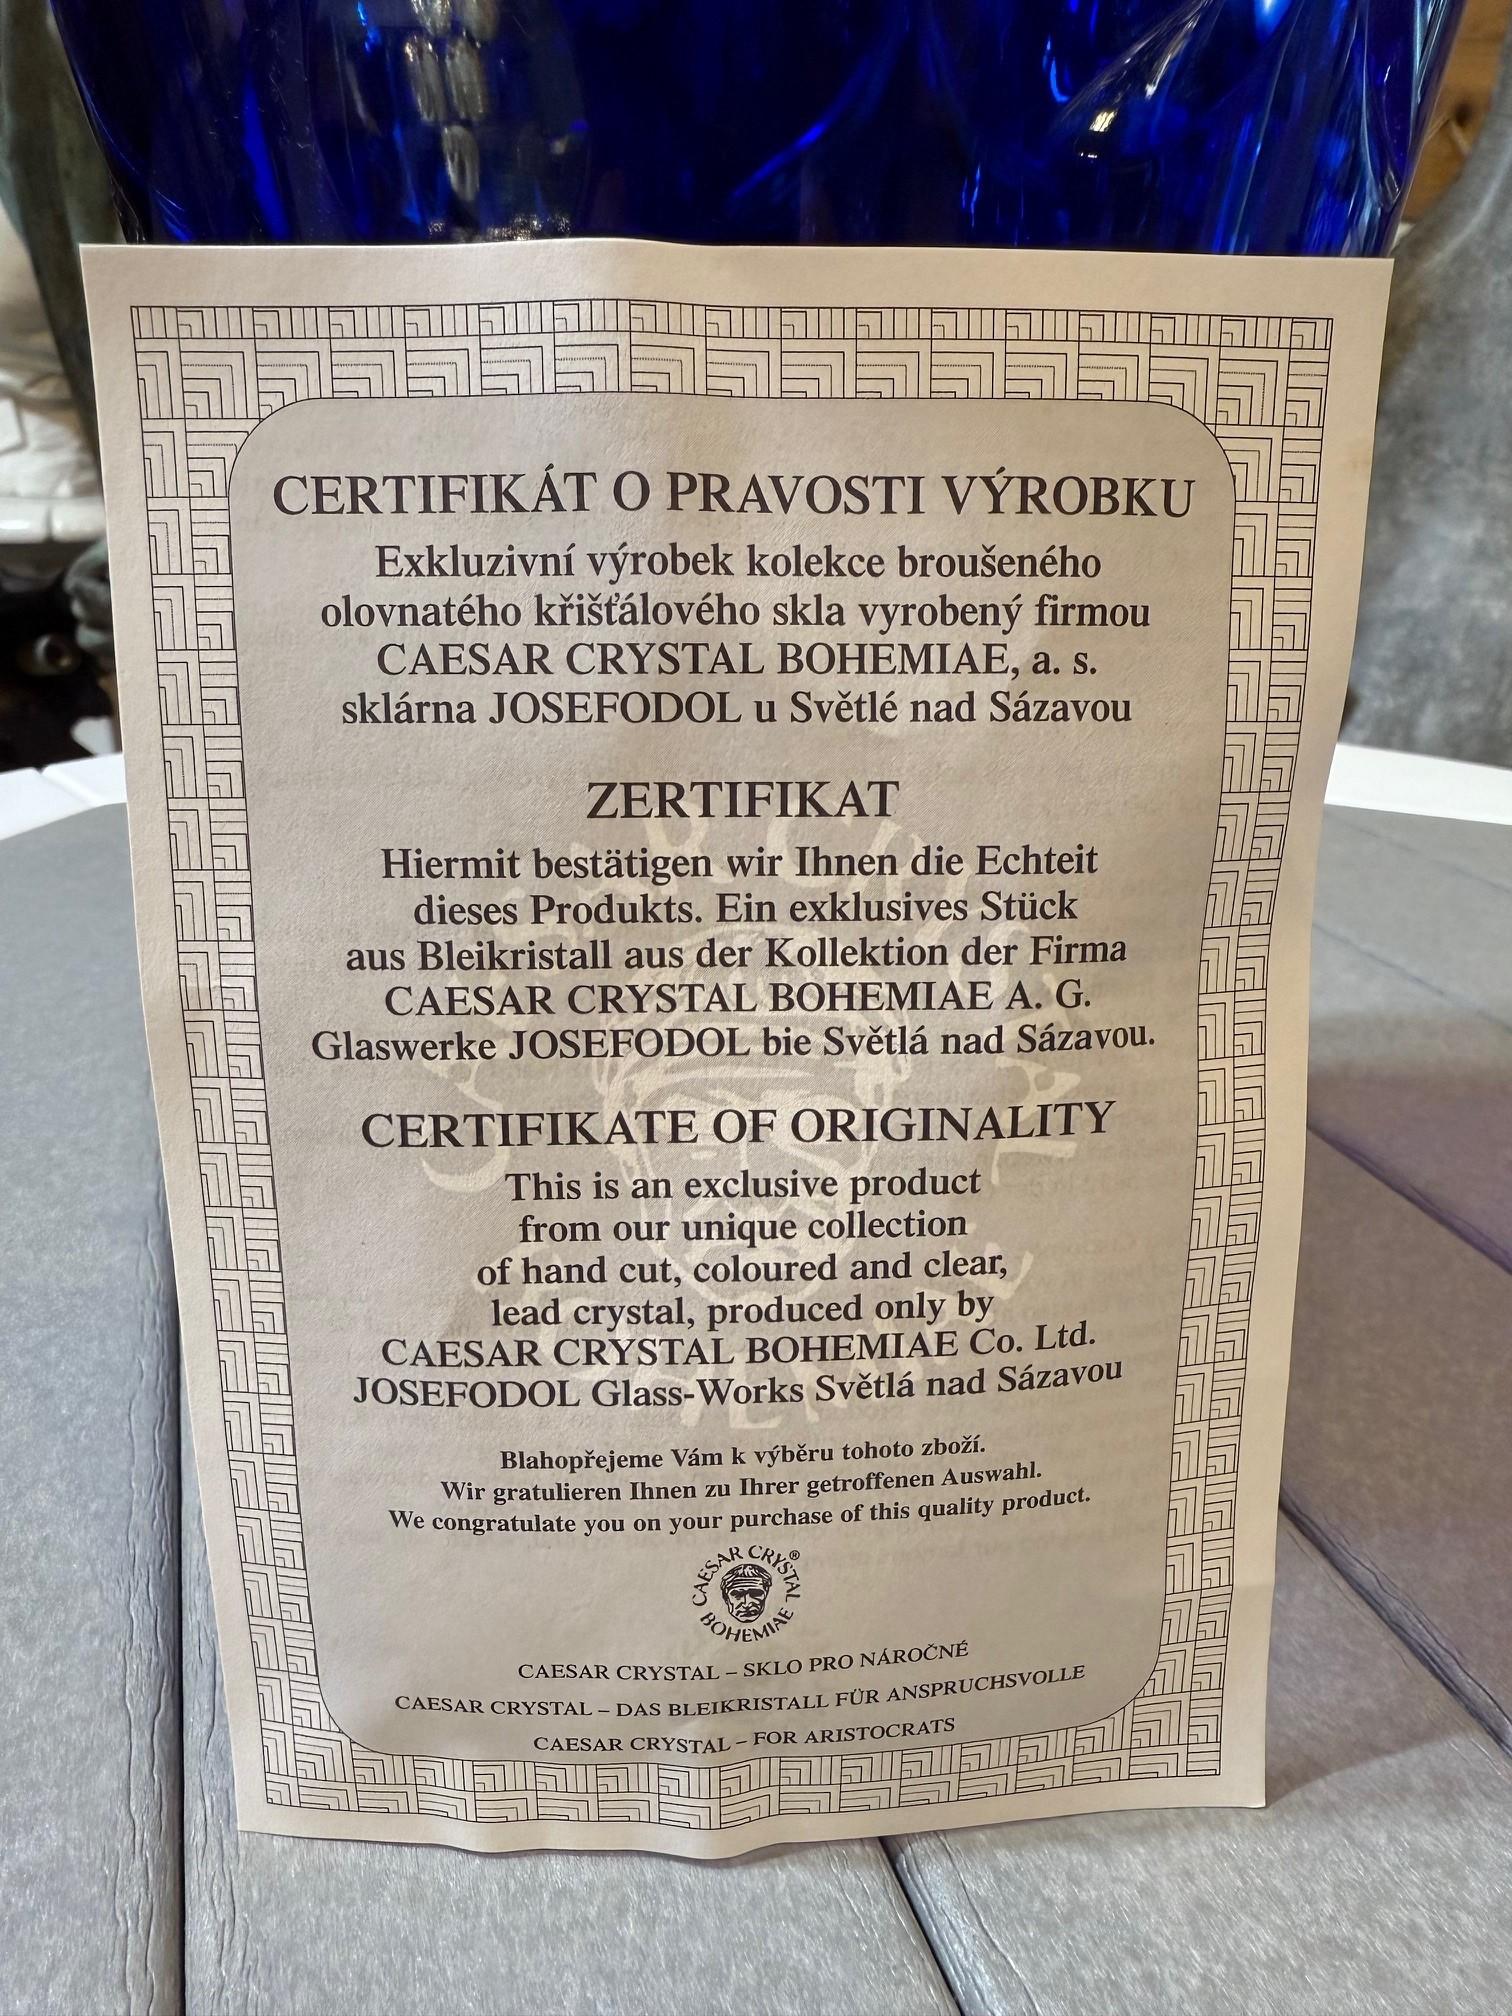 CERTIFIKÁT O PRAVOSTI VÝROBKU
Exkluzivní výrobek kolekce broušeného
olovnatého křišťálového skla vyrobený firmou
CAESAR CRYSTAL BOHEMIAE, a. s.
sklárna JOSEFODOL u Světlé nad Sázavou
ZERTIFIKAT
Hiermit bestätigen wir Ihnen die Echteit
dieses Produkts. Ein exklusives Stück
aus Bleikristall aus der Kollektion der Firma
CAESAR CRYSTAL BOHEMIAE A. G.
Glaswerke JOSEFODOL bie Světlá nad Sázavou.
CERTIFIKATE OF ORIGINALITY
This is an exclusive product
from our unique collection
of hand cut, coloured and clear,
lead crystal, produced only by
CAESAR CRYSTAL BOHEMIAE Co. Ltd.
JOSEFODOL Glass-Works Světlá nad Sázavou
Blahopřejeme Vám k výběru tohoto zboží.
Wir gratulieren Ihnen zu Ihrer getroffenen Auswahl.
We congratulate you on your purchase of this quality product.
CAESAR CRYSTAL®
BOHEMIAE
CAESAR CRYSTAL – SKLO PRO NÁROČNÉ
CAESAR CRYSTAL – DAS BLEIKRISTALL FÜR ANSPRUCHSVOLLE
CAESAR CRYSTAL – FOR ARISTOCRATS